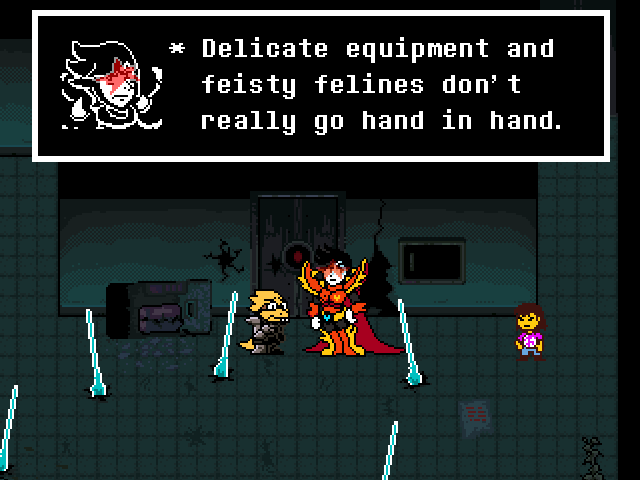 * Delicate equipment and
feisty felines don't
really go hand in hand.